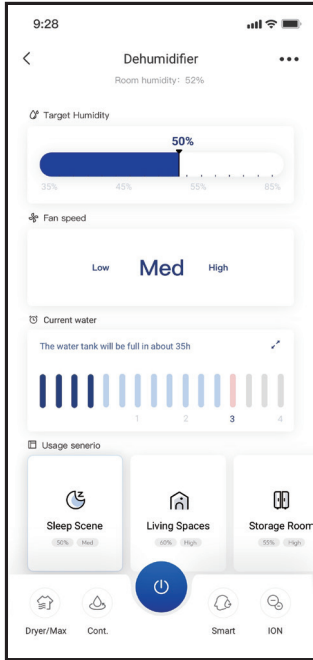 9:28
Dehumidifier
Room humidity: 52%
Target Humidity
50%
35% 45% 55% 85%
Fan speed
Low Med High
Current water
The water tank will be full in about 35h
1 2 3 4
Usage senerio
Sleep Scene Living Spaces Storage Room
50% Med 60% High 55% High
Dryer/Max Cont. Smart ION